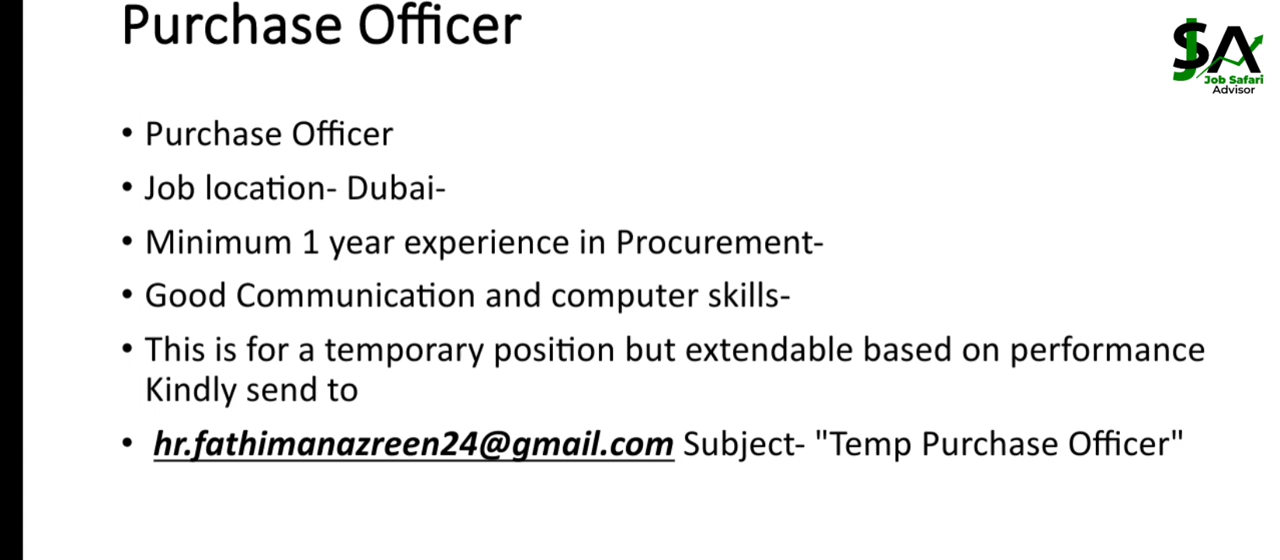 Purchase Officer
SJA
Job Safari
Advisor
• Purchase Officer
• Job location- Dubai-
• Minimum 1 year experience in Procurement-
• Good Communication and computer skills-
• This is for a temporary position but extendable based on performance
Kindly send to
• hr.fathimanazreen24@gmail.com Subject- "Temp Purchase Officer"